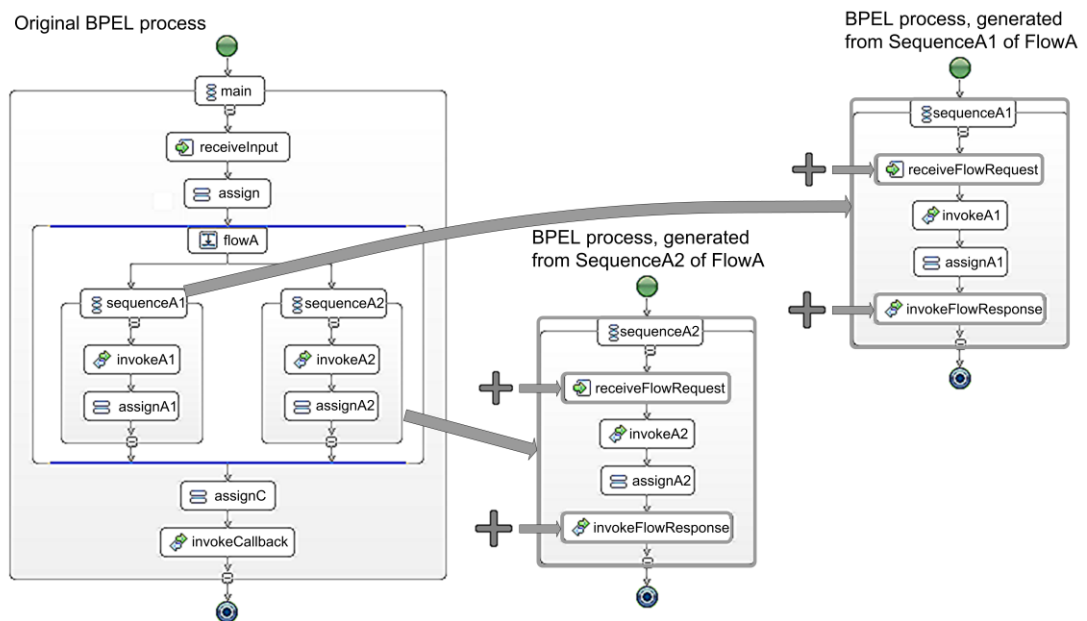 Original BPEL process
main
receiveInput
assign
flowA
sequenceA1
sequenceA2
invokeA1
invokeA2
assignA1
assignA2
assignC
invokeCallback
BPEL process, generated
from SequenceA2 of FlowA
sequenceA2
receiveFlowRequest
invokeA2
assignA2
invokeFlowResponse
BPEL process, generated
from SequenceA1 of FlowA
sequenceA1
receiveFlowRequest
invokeA1
assignA1
invokeFlowResponse